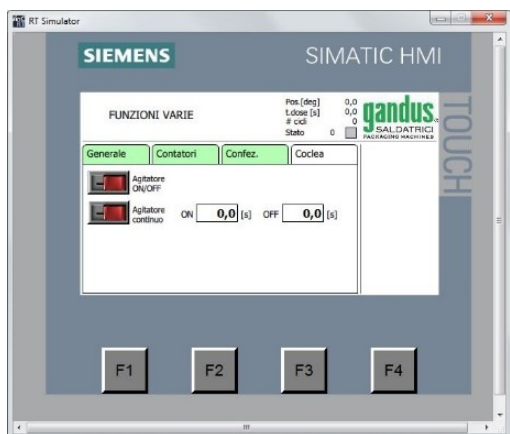 RT Simulator
SIEMENS
SIMATIC HMI
TOUCH
FUNZIONI VARIE
Pos.[deg] 0,0
t.dose [s] 0,0
# cicli 0
Stato 0
gandus
SALDATRICI
PACKAGING MACHINES
Generale Contatori Confez. Coclea
Agitatore
ON/OFF
Agitatore
continuo ON 0,0 [s] OFF 0,0 [s]
F1 F2 F3 F4